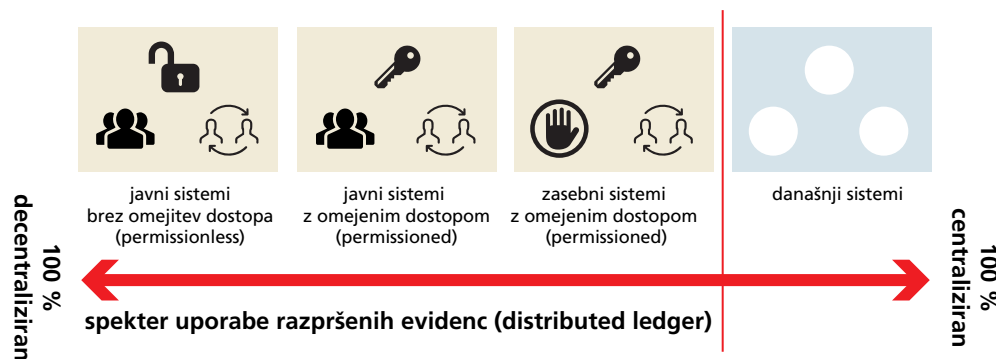 javni sistemi
brez omejitev dostopa
(permissionless)
javni sistemi
z omejenim dostopom
(permissioned)
zasebni sistemi
z omejenim dostopom
(permissioned)
današnji sistemi
100 %
decentraliziran
100 %
centraliziran
spekter uporabe razpršenih evidenc (distributed ledger)